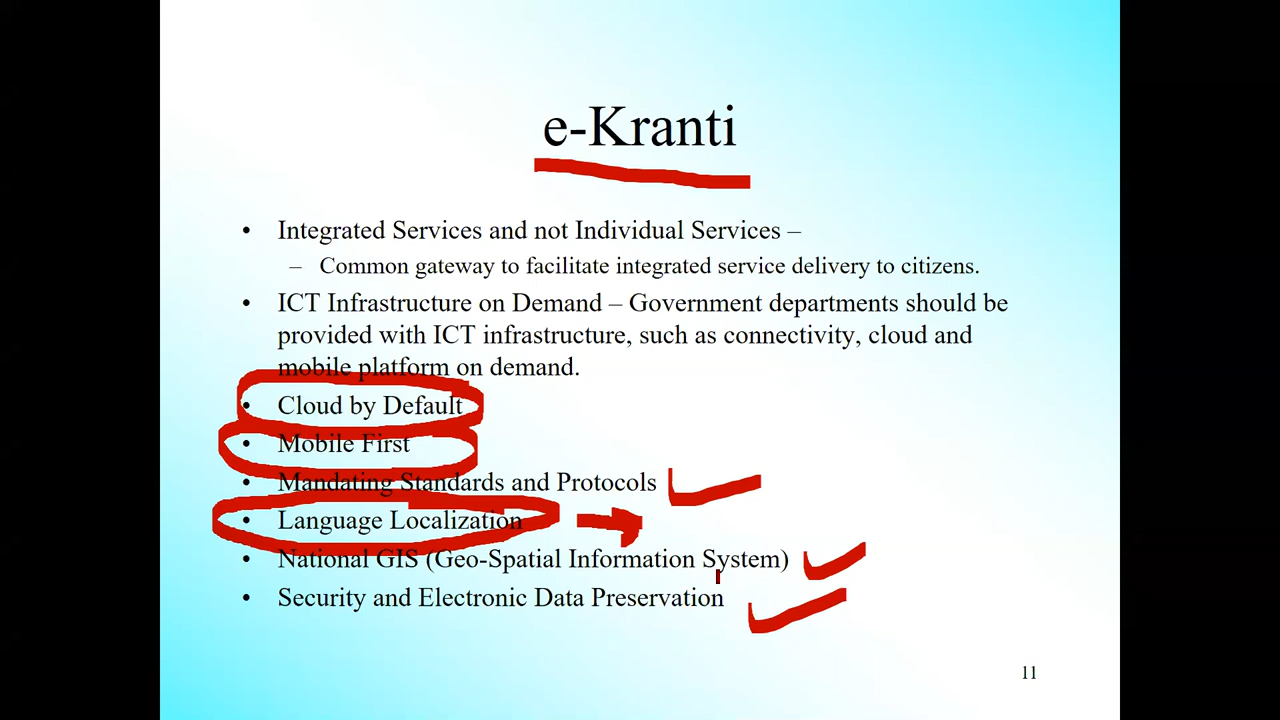 e-Kranti
• Integrated Services and not Individual Services –
– Common gateway to facilitate integrated service delivery to citizens.
• ICT Infrastructure on Demand – Government departments should be
provided with ICT infrastructure, such as connectivity, cloud and
mobile platform on demand.
• Cloud by Default
• Mobile First
• Mandating Standards and Protocols
• Language Localization
• National GIS (Geo-Spatial Information System)
• Security and Electronic Data Preservation
11